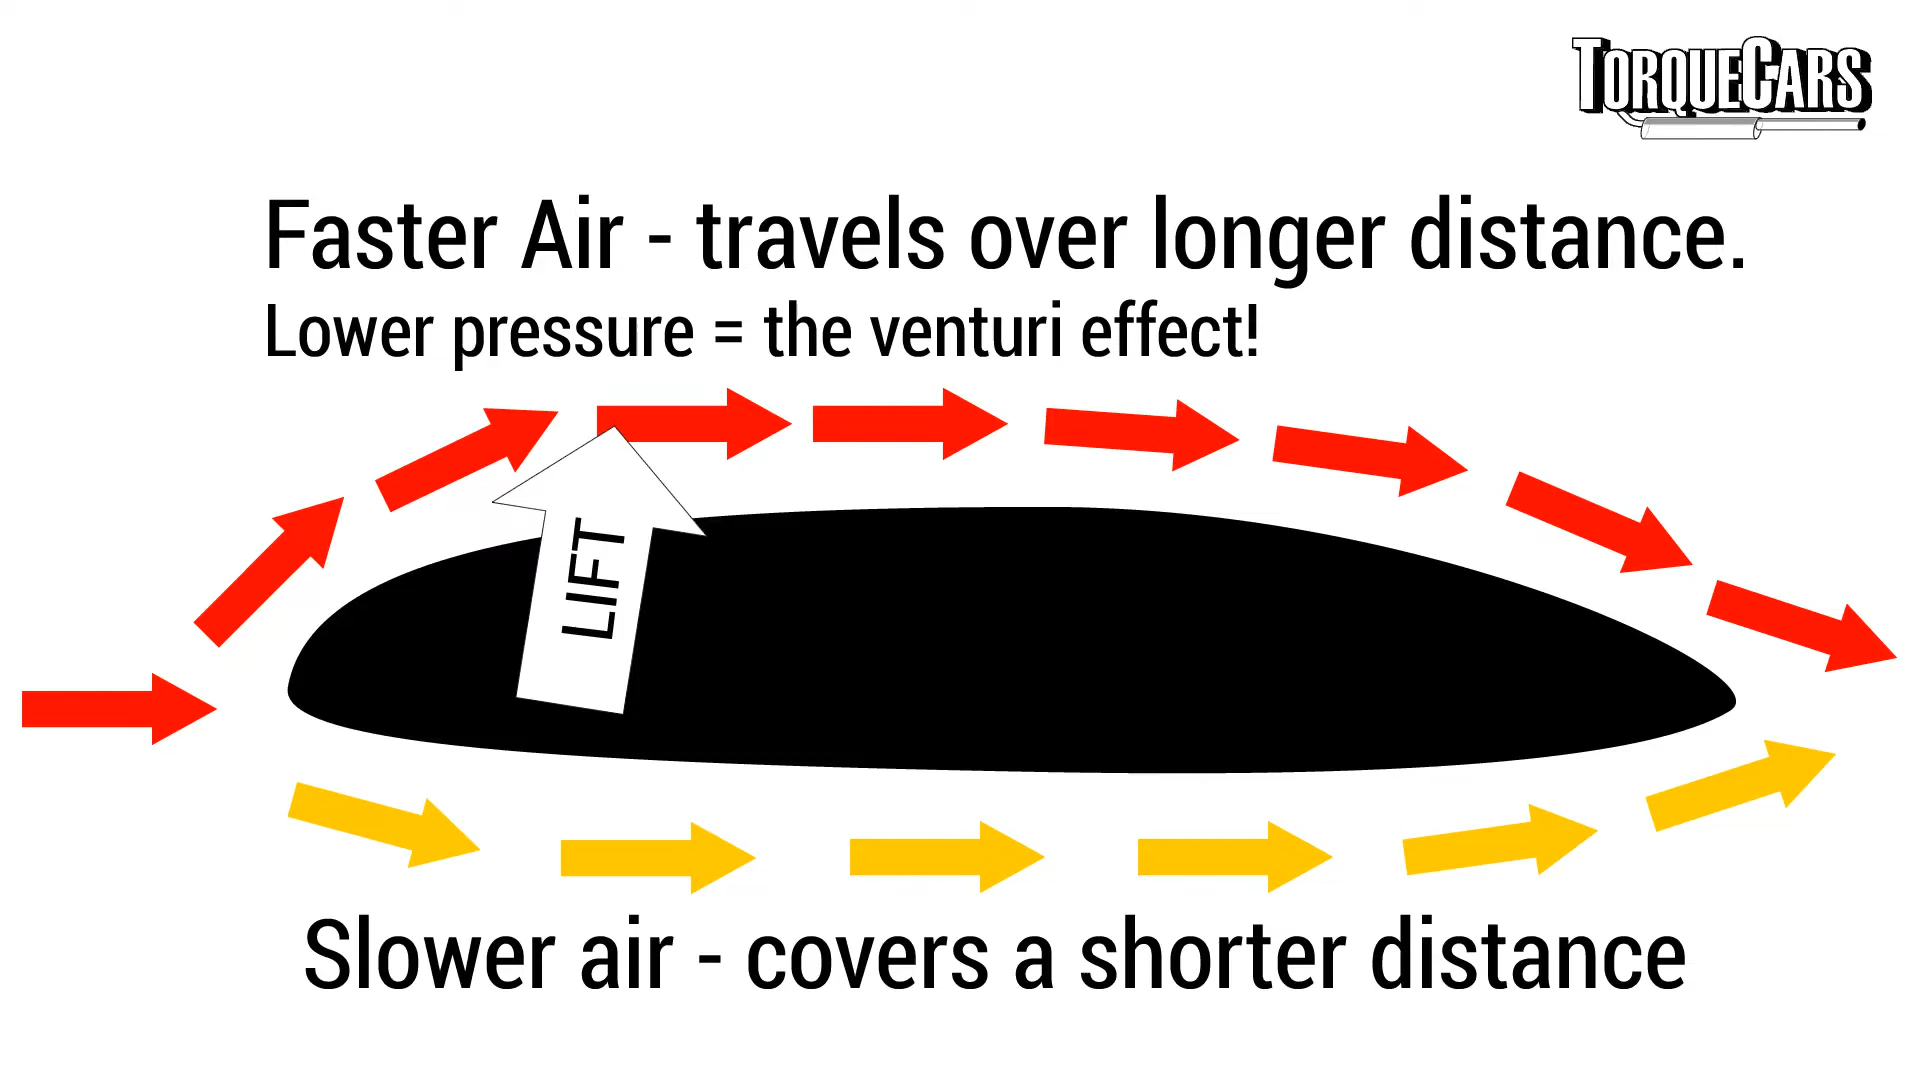 TORQUECARS
Faster Air - travels over longer distance.
Lower pressure = the venturi effect!
LIFT
Slower air - covers a shorter distance